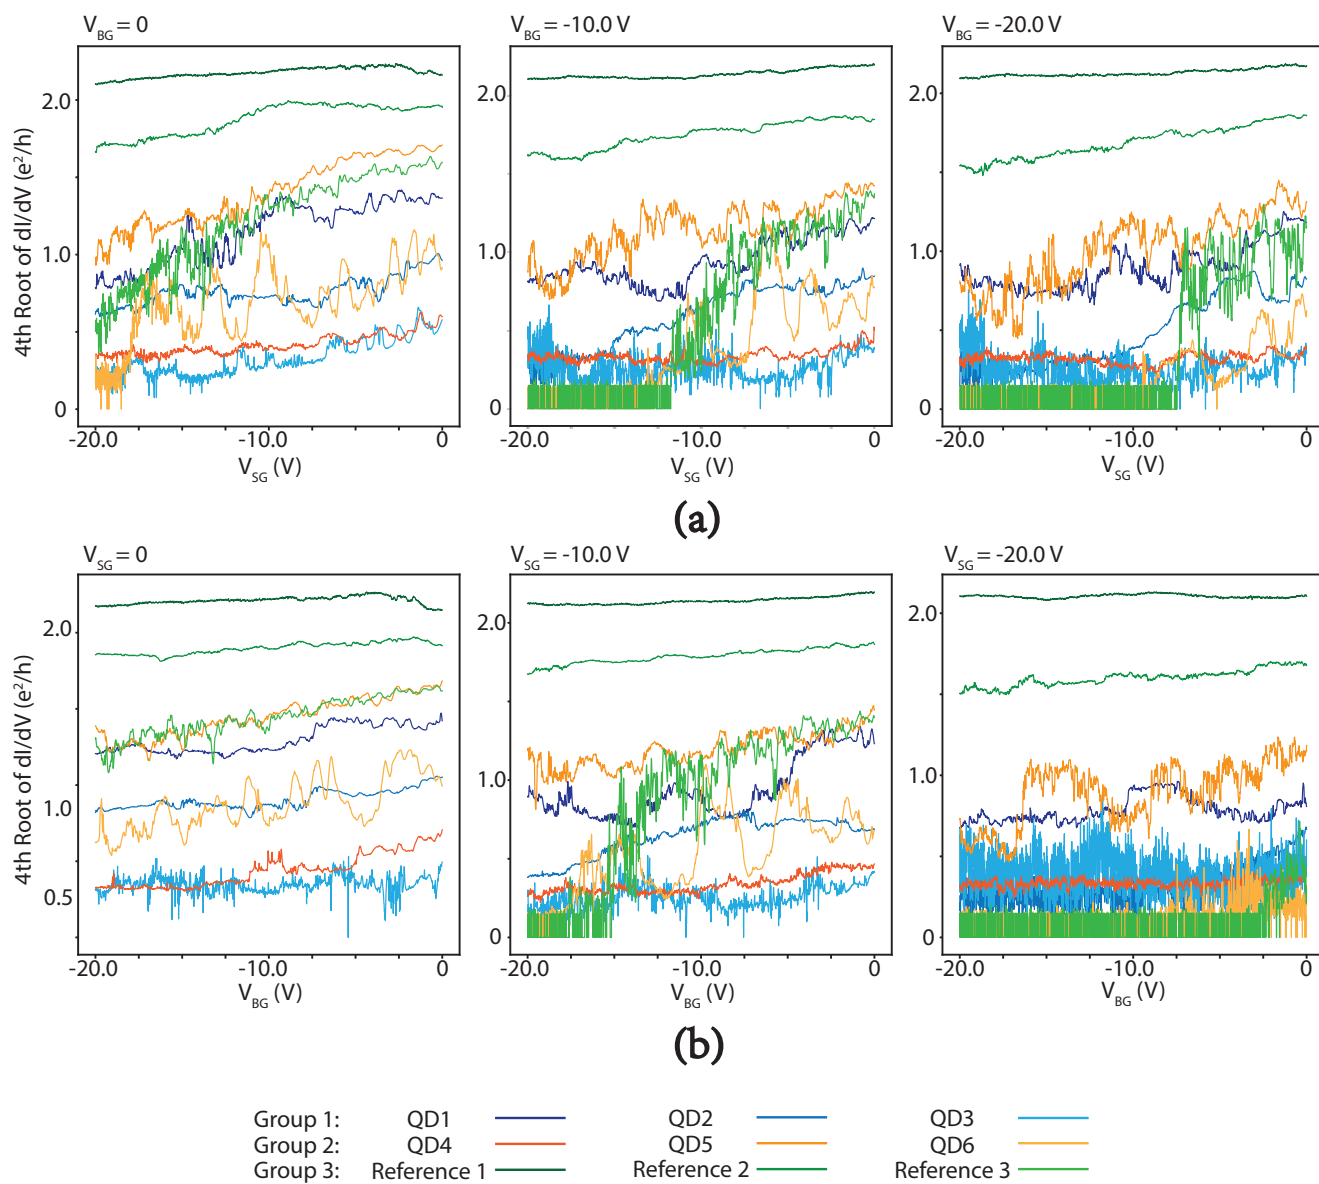 V_BG = 0 V_BG = -10.0 V V_BG = -20.0 V
4th Root of dI/dV (e²/h)
2.0 2.0 2.0
1.0 1.0 1.0
0 0 0
-20.0 -10.0 0 -20.0 -10.0 0 -20.0 -10.0 0
V_SG (V) V_SG (V) V_SG (V)
(a)
V_SG = 0 V_SG = -10.0 V V_SG = -20.0 V
4th Root of dI/dV (e²/h)
2.0 2.0 2.0
1.0 1.0 1.0
0.5 0 0
-20.0 -10.0 0 -20.0 -10.0 0 -20.0 -10.0 0
V_BG (V) V_BG (V) V_BG (V)
(b)
Group 1: QD1 QD2 QD3
Group 2: QD4 QD5 QD6
Group 3: Reference 1 Reference 2 Reference 3